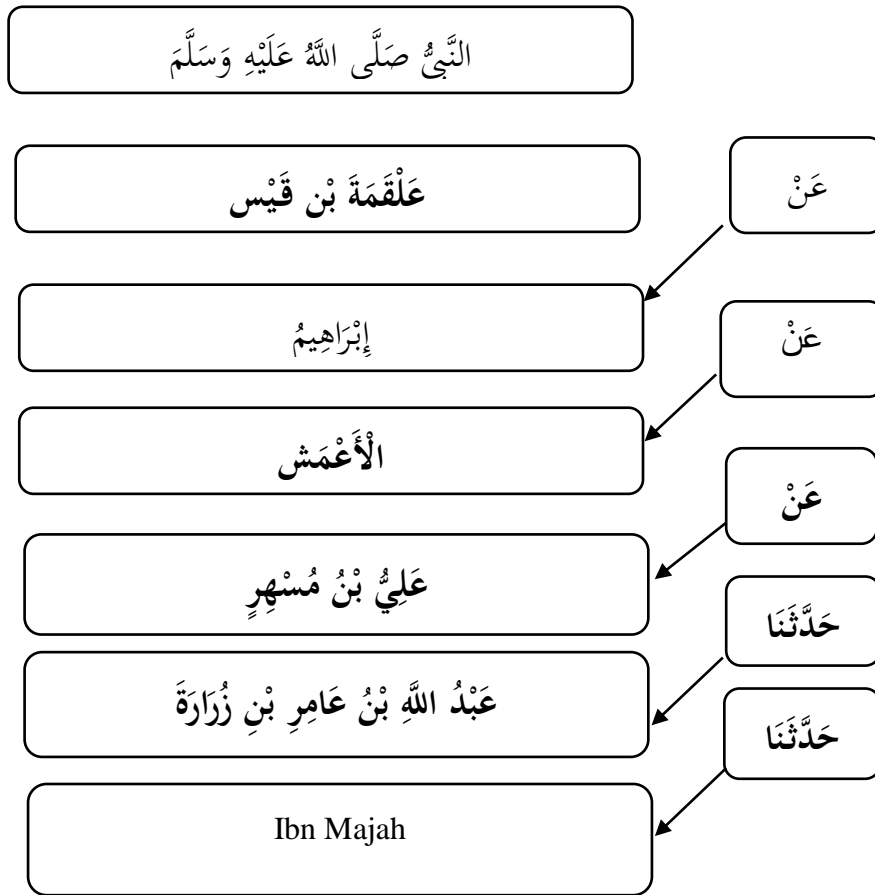 النَّبِيُّ صَلَّى اللَّهُ عَلَيْهِ وَسَلَّمَ
عَلْقَمَةَ بْن قَيْس
عَنْ
إِبْرَاهِيمُ
عَنْ
الْأَعْمَش
عَنْ
عَلِيُّ بْنُ مُسْهِرٍ
حَدَّثَنَا
عَبْدُ اللَّهِ بْنُ عَامِرِ بْنِ زُرَارَةَ
حَدَّثَنَا
Ibn Majah